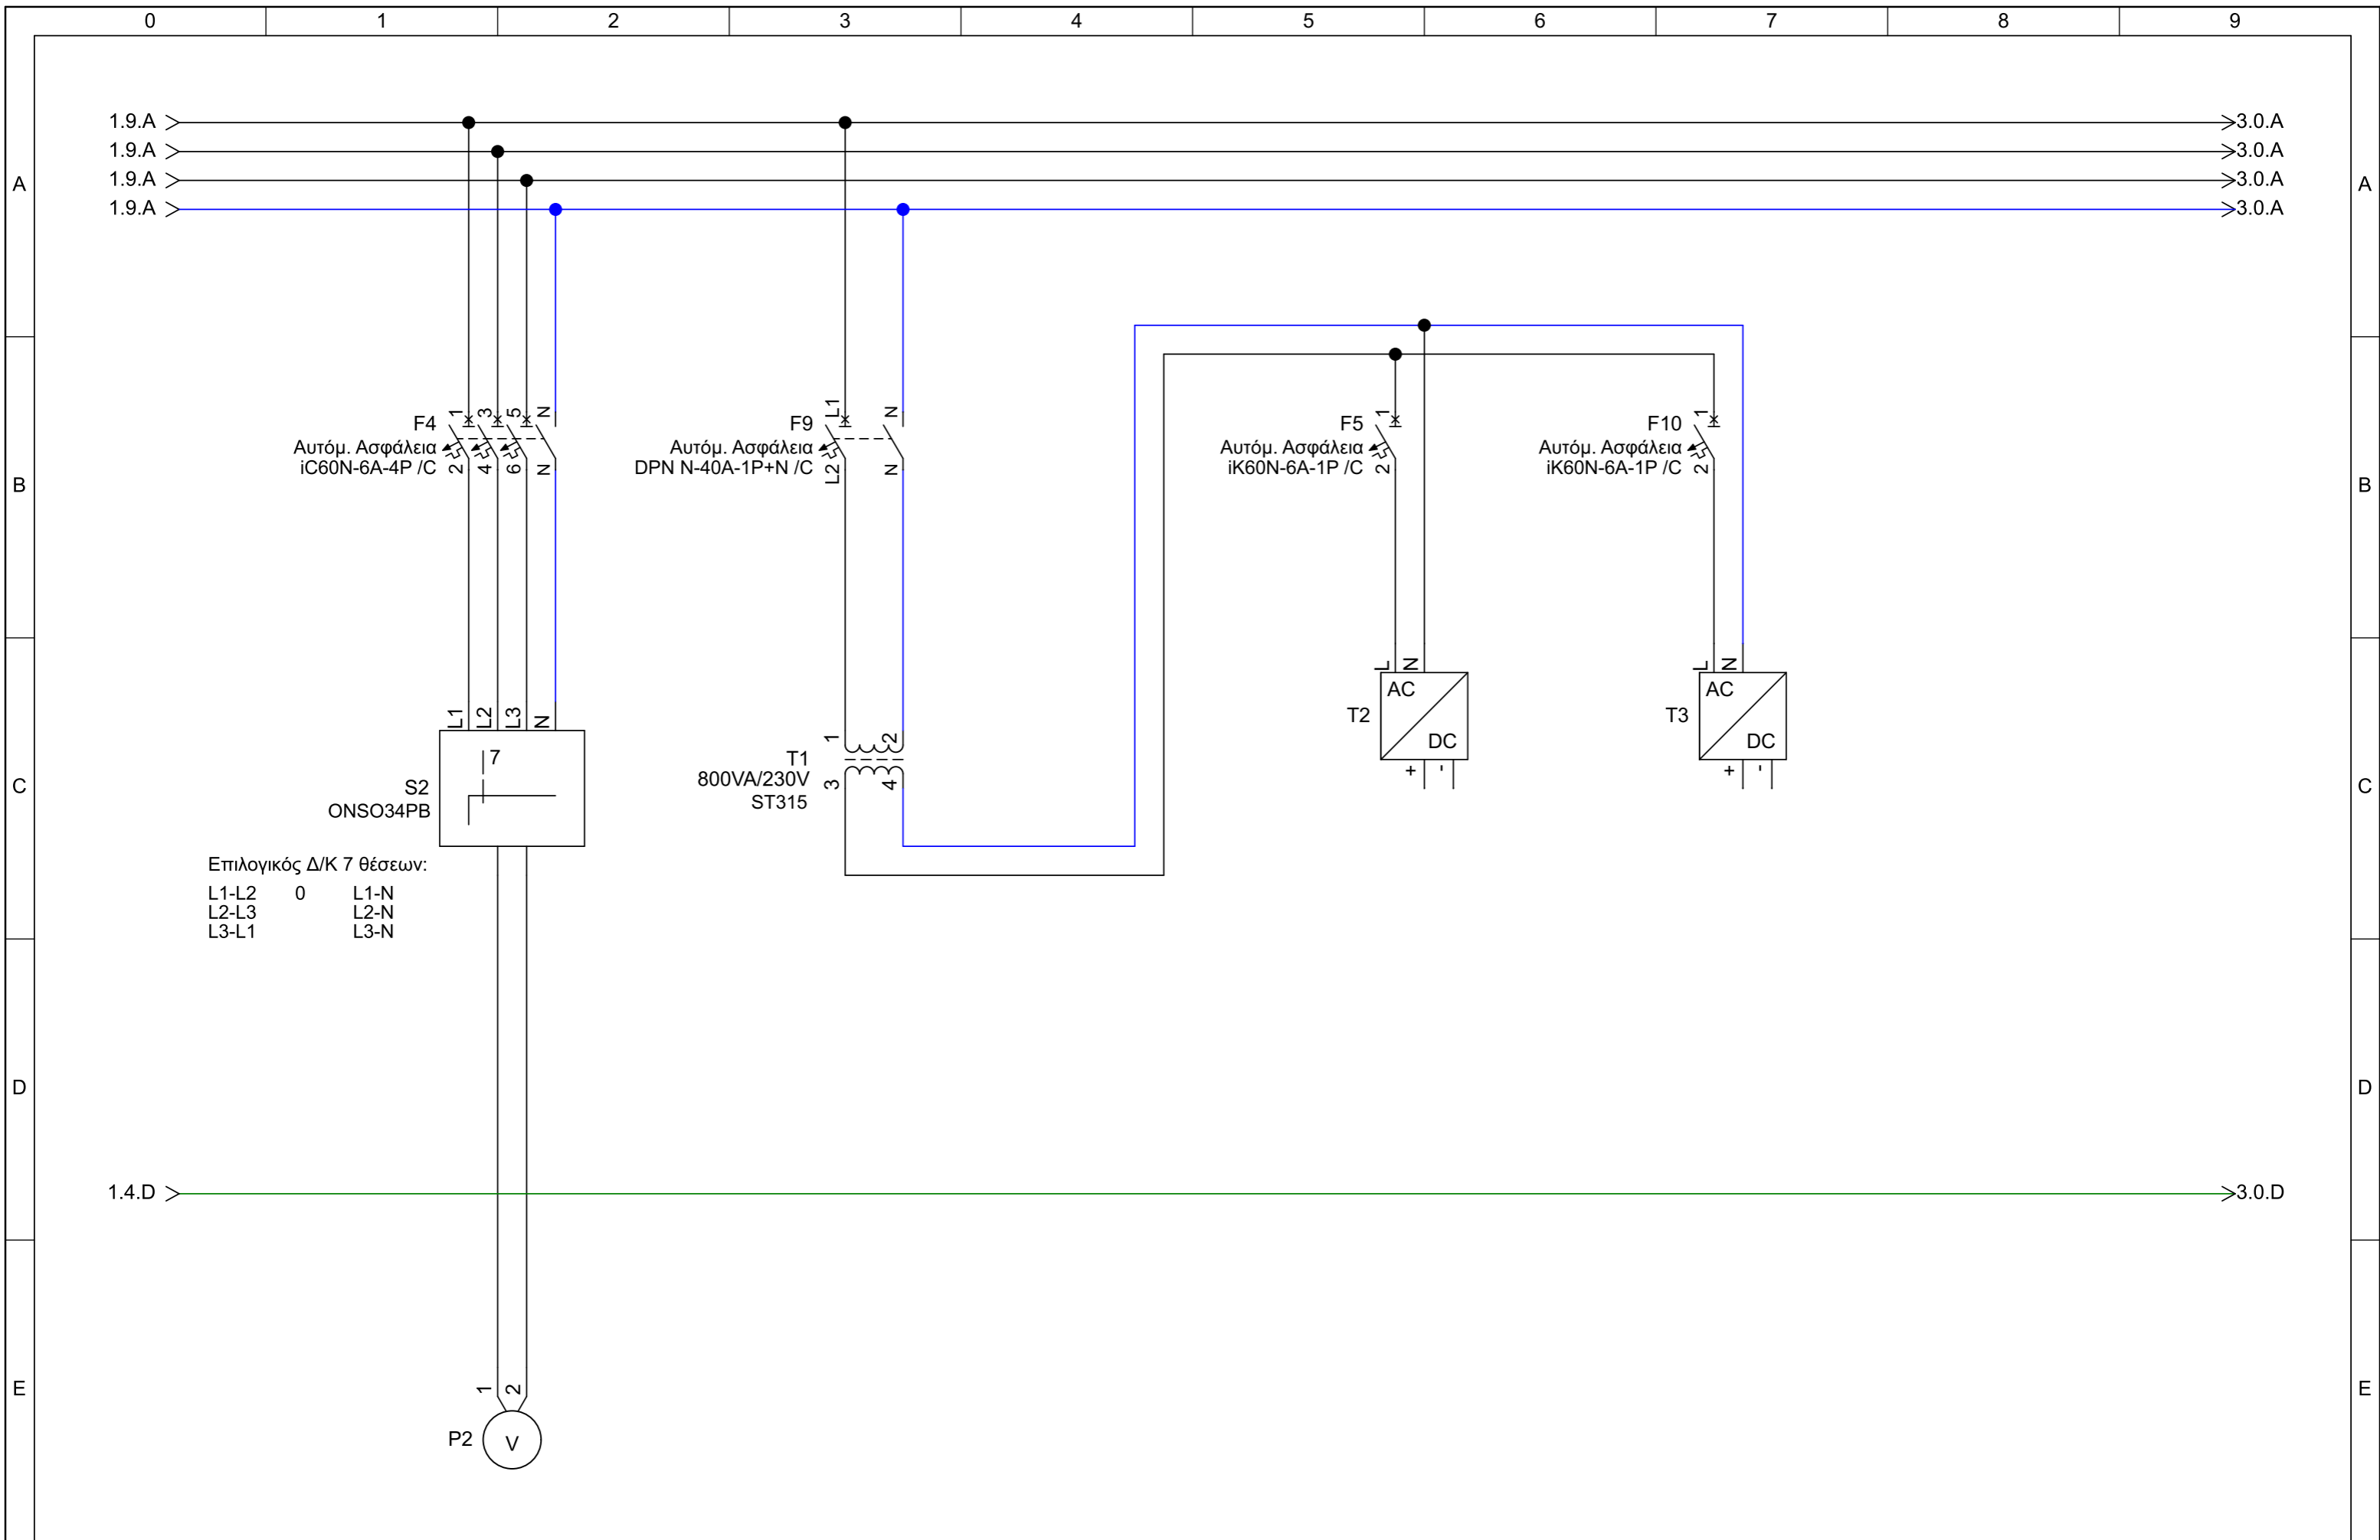 0 1 2 3 4 5 6 7 8 9
1.9.A 3.0.A
1.9.A 3.0.A
1.9.A 3.0.A
1.9.A 3.0.A
A A
F4 1 3 5 N
Αυτόμ. Ασφάλεια
iC60N-6A-4P /C 2 4 6 N
F9 L1 N
Αυτόμ. Ασφάλεια
DPN N-40A-1P+N /C L2 N
F5 1
Αυτόμ. Ασφάλεια
iK60N-6A-1P /C 2
F10 1
Αυτόμ. Ασφάλεια
iK60N-6A-1P /C 2
B B
L1 L2 L3 N
7
S2
ONSO34PB
Επιλογικός Δ/Κ 7 θέσεων:
L1-L2 0 L1-N
L2-L3 L2-N
L3-L1 L3-N
1 2
T1
800VA/230V
ST315
3 4
L N
AC
T2
DC
+ -
L N
AC
T3
DC
+ -
C C
D D
1.4.D 3.0.D
E E
1 2
P2 V